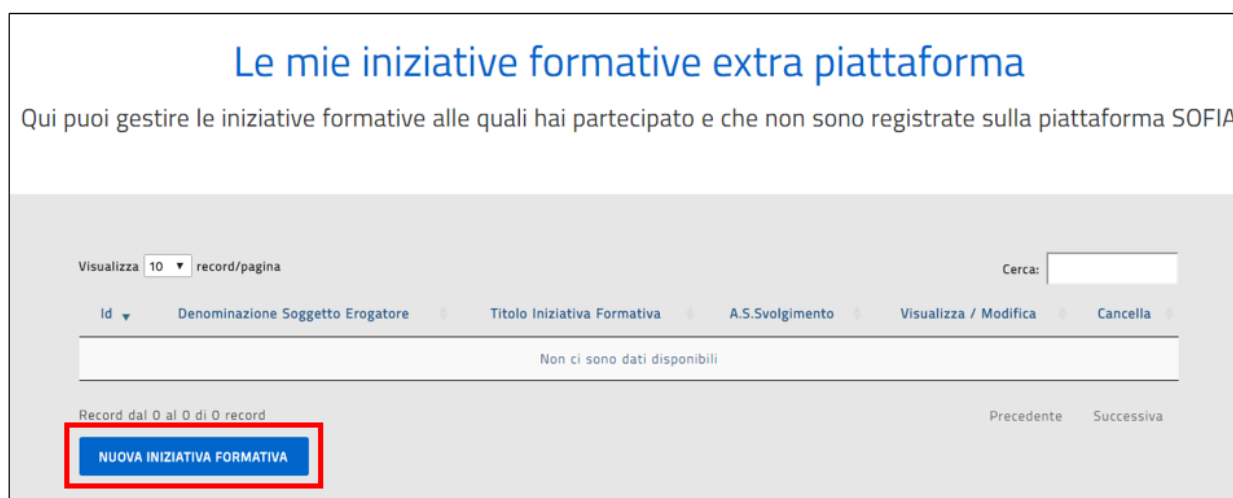 Le mie iniziative formative extra piattaforma
Qui puoi gestire le iniziative formative alle quali hai partecipato e che non sono registrate sulla piattaforma SOFIA
Visualizza 10 record/pagina Cerca:
Id Denominazione Soggetto Erogatore Titolo Iniziativa Formativa A.S.Svolgimento Visualizza / Modifica Cancella
Non ci sono dati disponibili
Record dal 0 al 0 di 0 record Precedente Successiva
NUOVA INIZIATIVA FORMATIVA